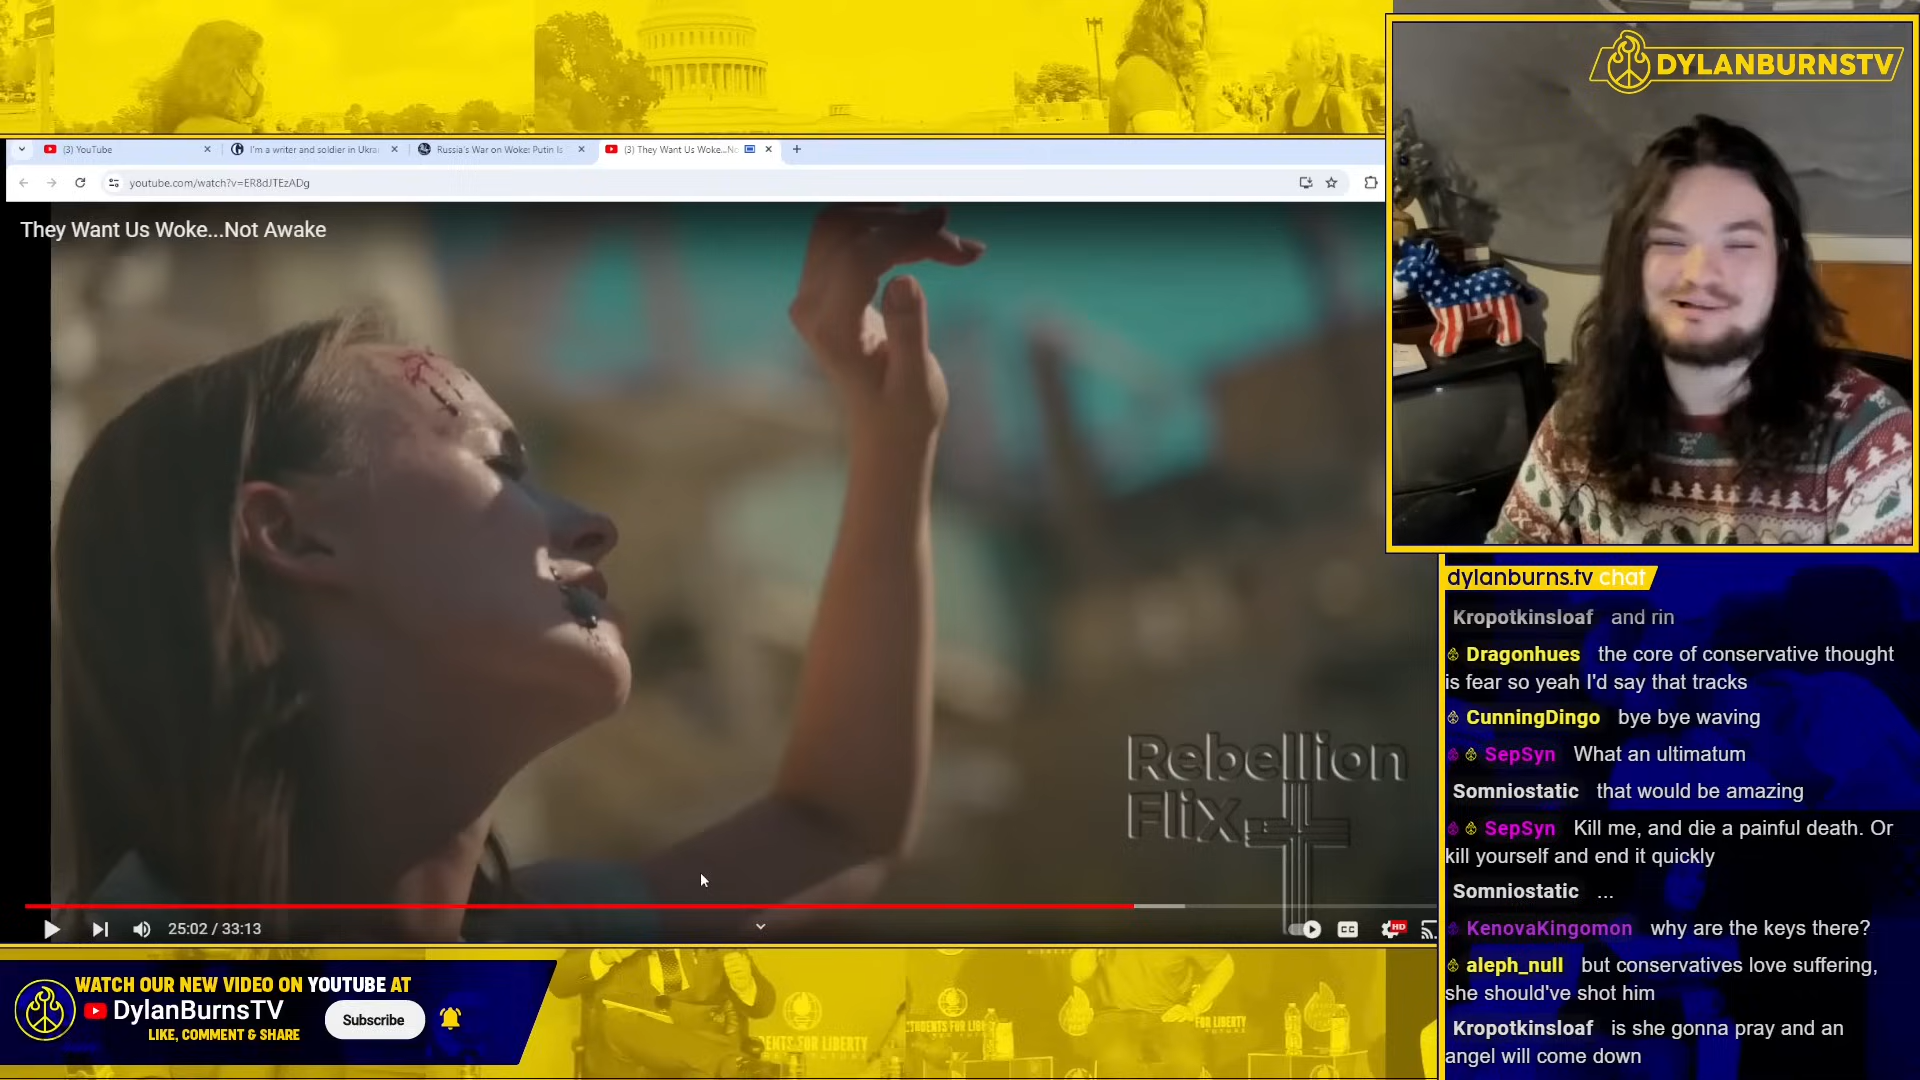 DYLANBURNSTV
(3) YouTube
I'm a writer and soldier in Ukra
Russia's War on Woke: Putin Is
(3) They Want Us Woke...No
youtube.com/watch?v=ER8dJTEzADg
They Want Us Woke...Not Awake
Rebellion
Flix
25:02 / 33:13
CC
HD
dylanburns.tv chat
Kropotkinsloaf and rin
Dragonhues the core of conservative thought
is fear so yeah I'd say that tracks
CunningDingo bye bye waving
SepSyn What an ultimatum
Somniostatic that would be amazing
SepSyn Kill me, and die a painful death. Or
kill yourself and end it quickly
Somniostatic ...
KenovaKingomon why are the keys there?
aleph_null but conservatives love suffering,
she should've shot him
Kropotkinsloaf is she gonna pray and an
angel will come down
WATCH OUR NEW VIDEO ON YOUTUBE AT
DylanBurnsTV
LIKE, COMMENT & SHARE
Subscribe
DENTS FOR LIBERTY
FOR LIBERTY